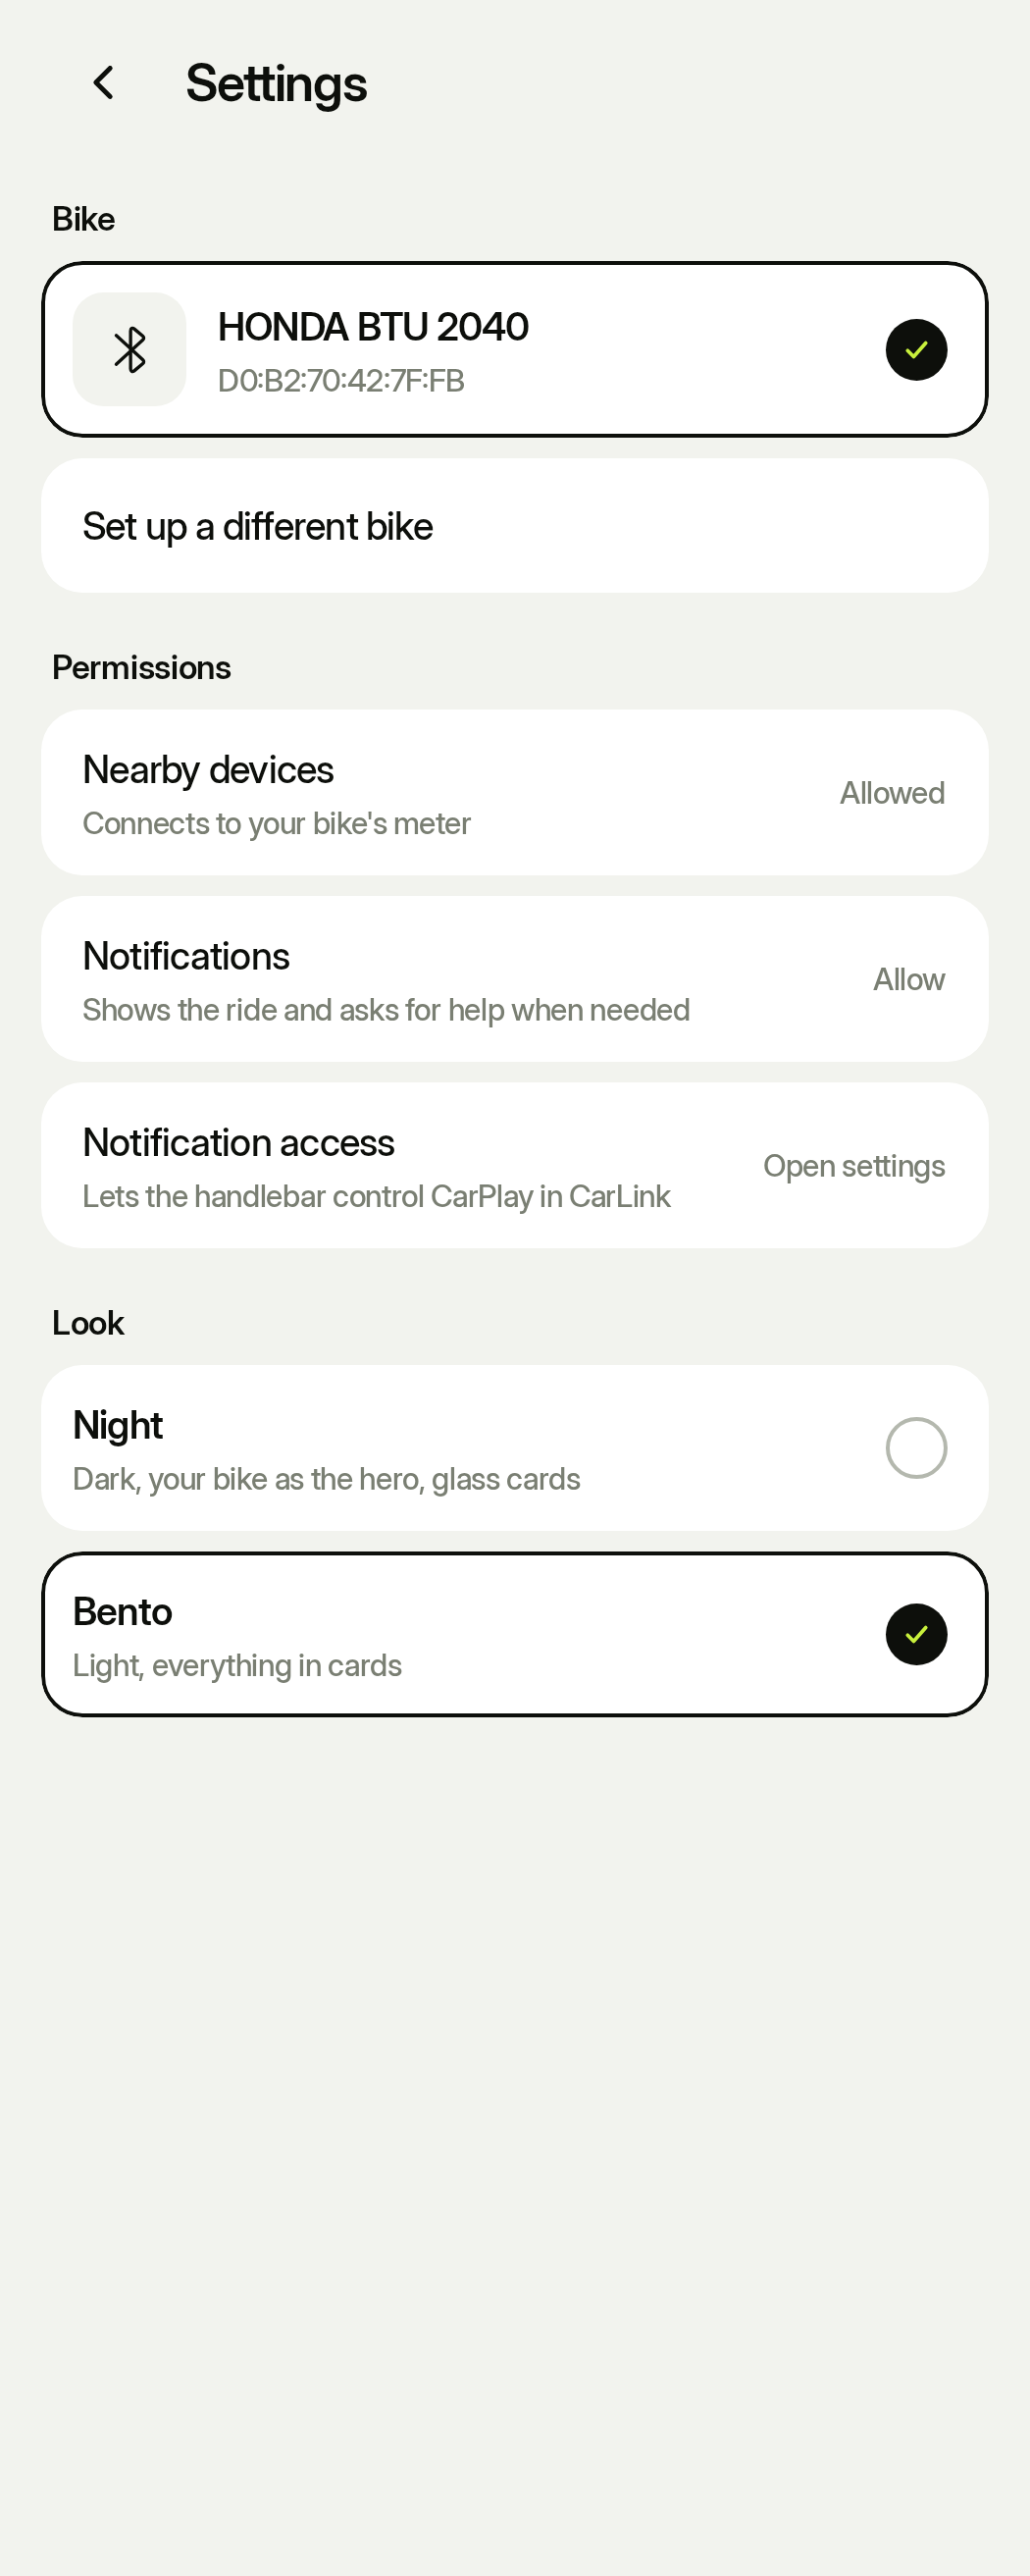 Settings
Bike
HONDA BTU 2040
D0:B2:70:42:7F:FB
Set up a different bike
Permissions
Nearby devices
Connects to your bike's meter
Allowed
Notifications
Shows the ride and asks for help when needed
Allow
Notification access
Lets the handlebar control CarPlay in CarLink
Open settings
Look
Night
Dark, your bike as the hero, glass cards
Bento
Light, everything in cards